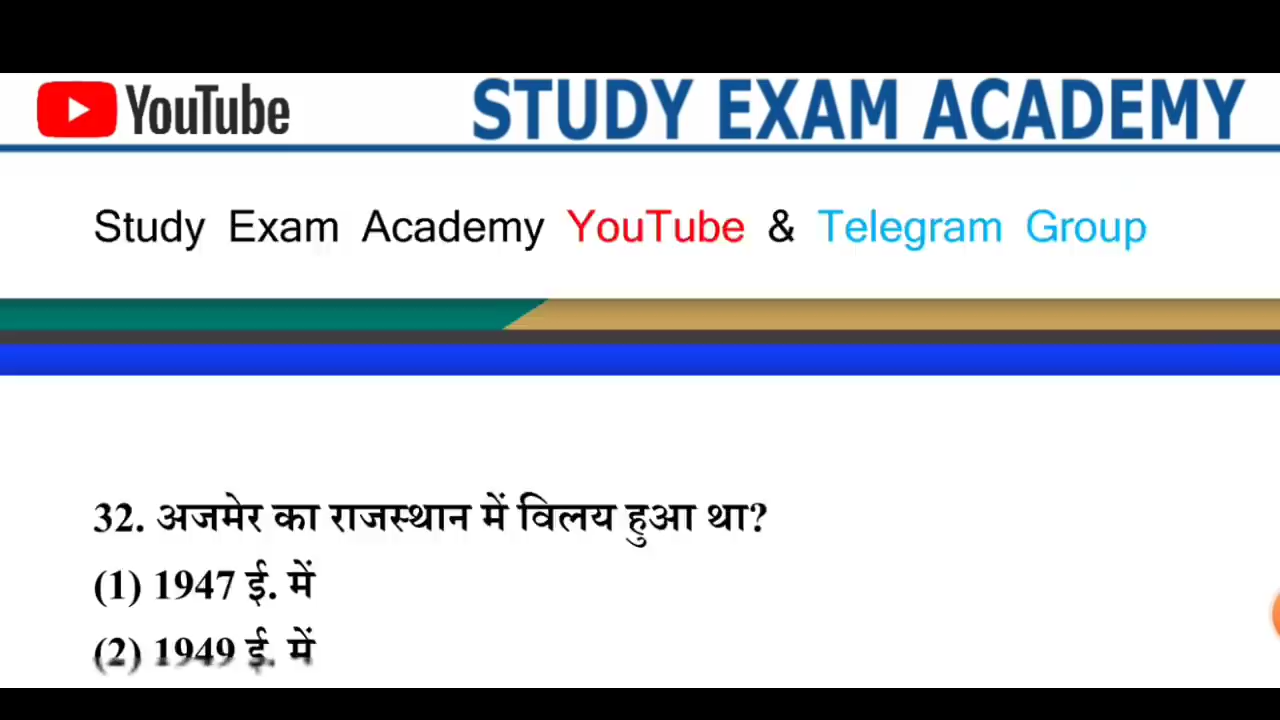 YouTube STUDY EXAM ACADEMY
Study Exam Academy YouTube & Telegram Group
32. अजमेर का राजस्थान में विलय हुआ था?
(1) 1947 ई. में
(2) 1949 ई. में